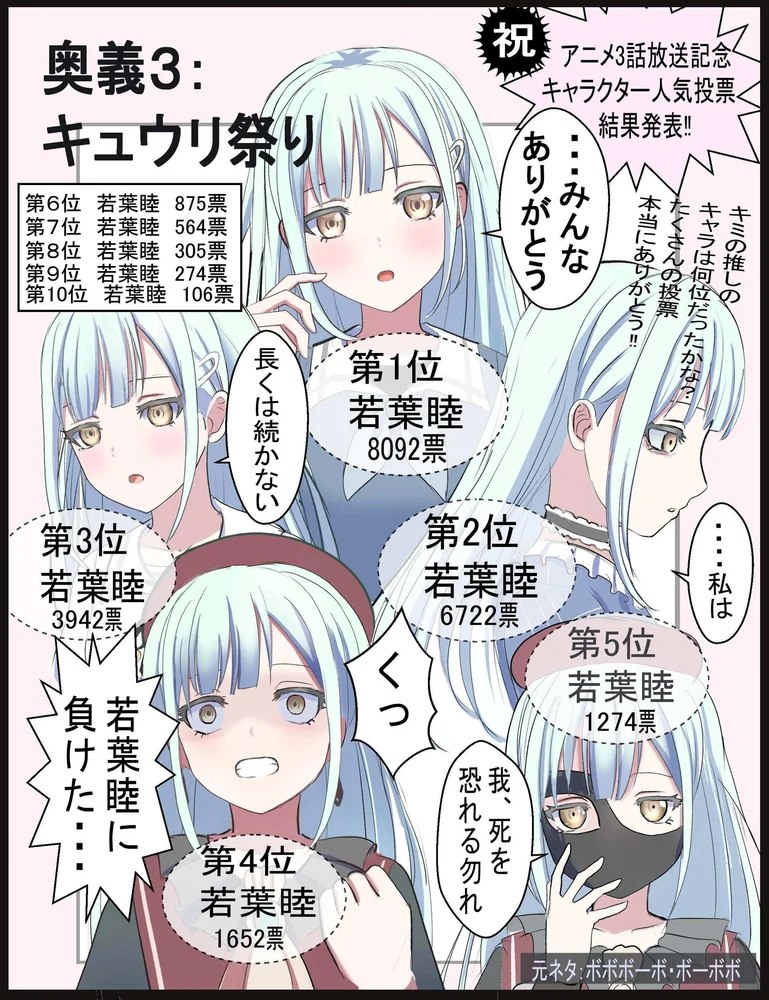 奥義３：
キュウリ祭り
祝
アニメ3話放送記念
キャラクター人気投票
結果発表!!
キミの推しの
キャラは何位だったかな？
たくさんの投票
本当にありがとう!!
・・・みんな
ありがとう
第６位　若葉睦　875票
第７位　若葉睦　564票
第８位　若葉睦　305票
第９位　若葉睦　274票
第10位　若葉睦　106票
第1位
若葉睦
8092票
長くは続かない
第2位
若葉睦
6722票
・・・・私は
第3位
若葉睦
3942票
若葉睦に
負けた・・・
くっ
第4位
若葉睦
1652票
第5位
若葉睦
1274票
我、死を
恐れる勿れ
元ネタ:ボボボーボ・ボーボボ